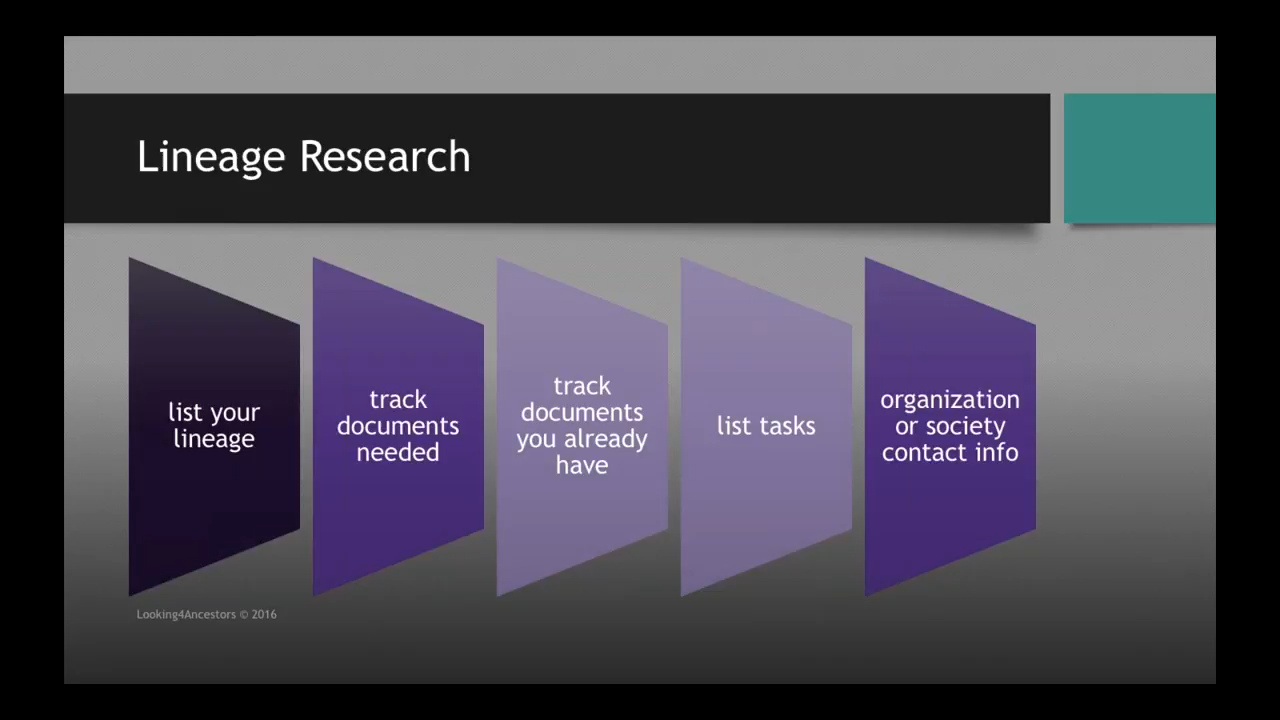 Lineage Research
list your
lineage
track
documents
needed
track
documents
you already
have
list tasks
organization
or society
contact info
Looking4Ancestors © 2016